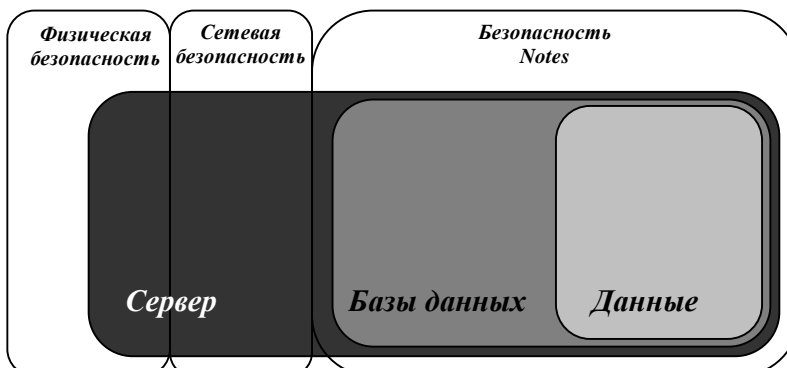 Физическая
безопасность
Сетевая
безопасность
Безопасность
Notes
Сервер
Базы данных
Данные